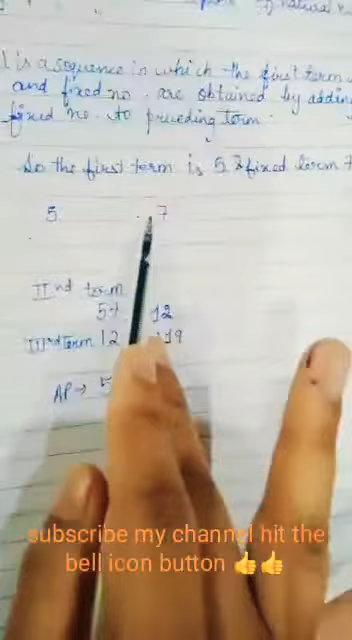 is a sequence in which the first term
and fixed no. are obtained by adding
fixed no. to preceding term.
So the first term is 5 & fixed term 7
5 7
IInd term
5+ 12
IIIrd term 12 19
AP→ 5
subscribe my channel hit the
bell icon button 👍👍